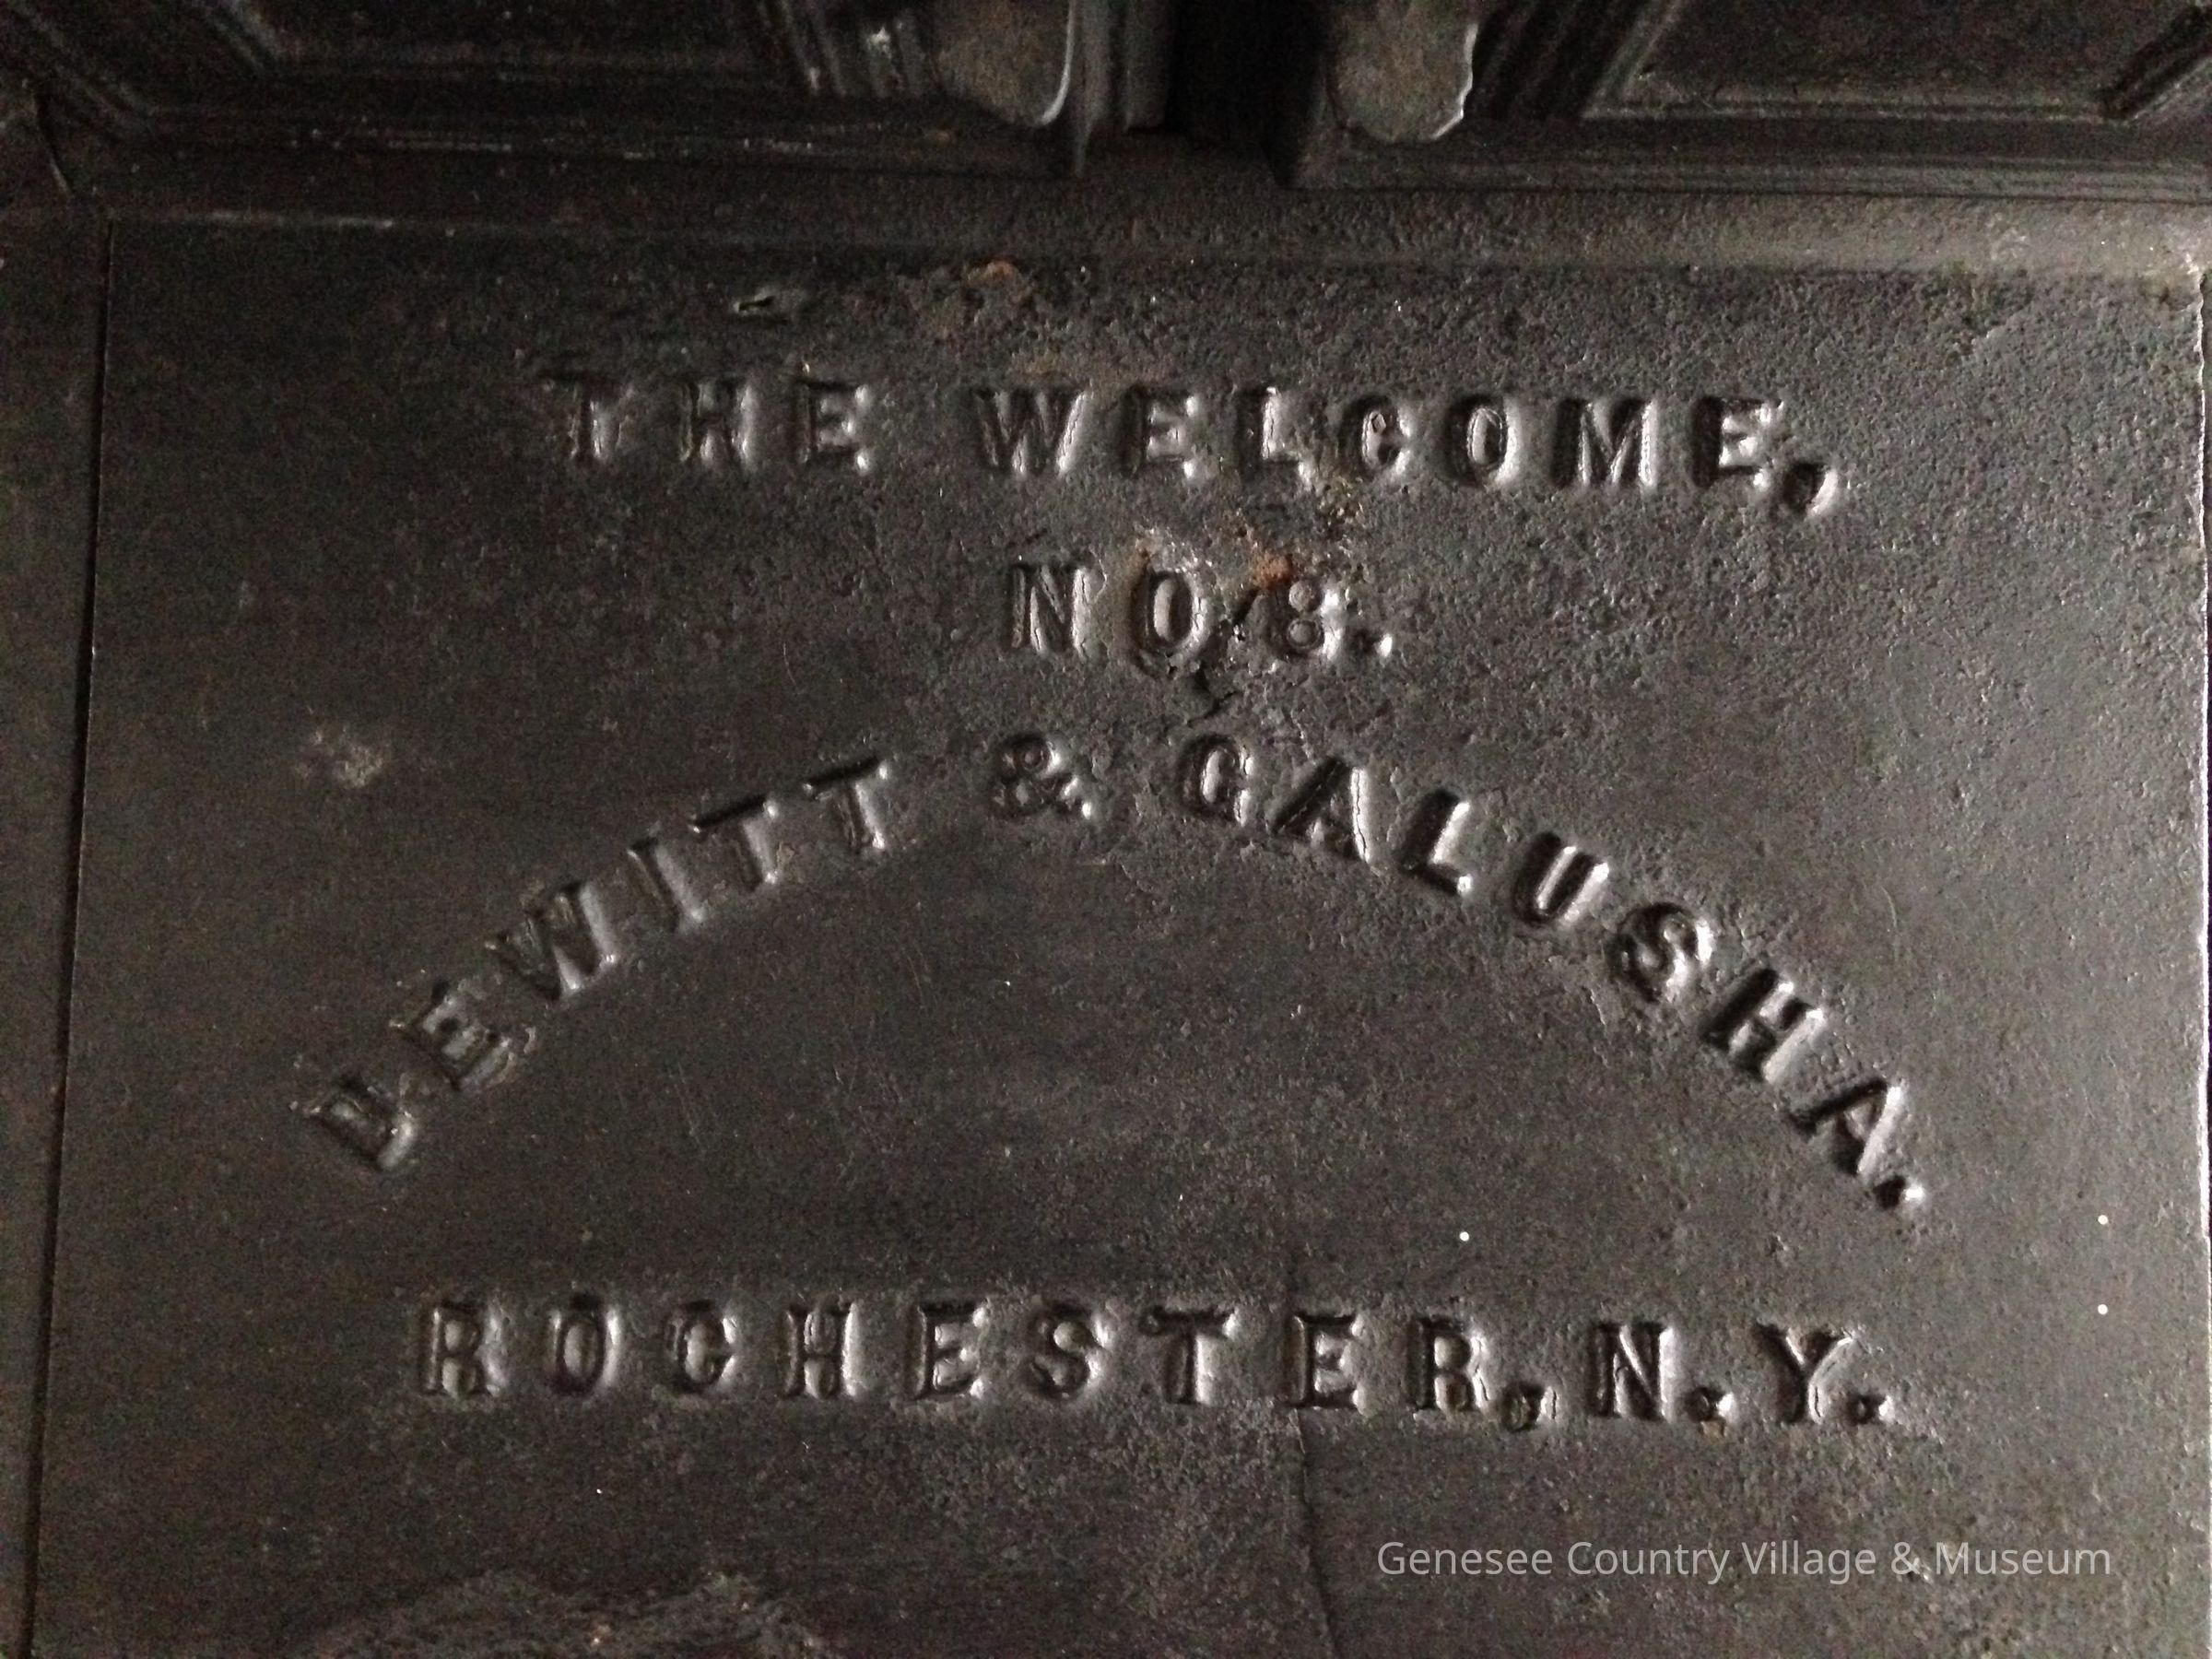 THE WELCOME,
NO 8.
LEWITT & GALUSHA.
ROCHESTER, N.Y.
Genesee Country Village & Museum